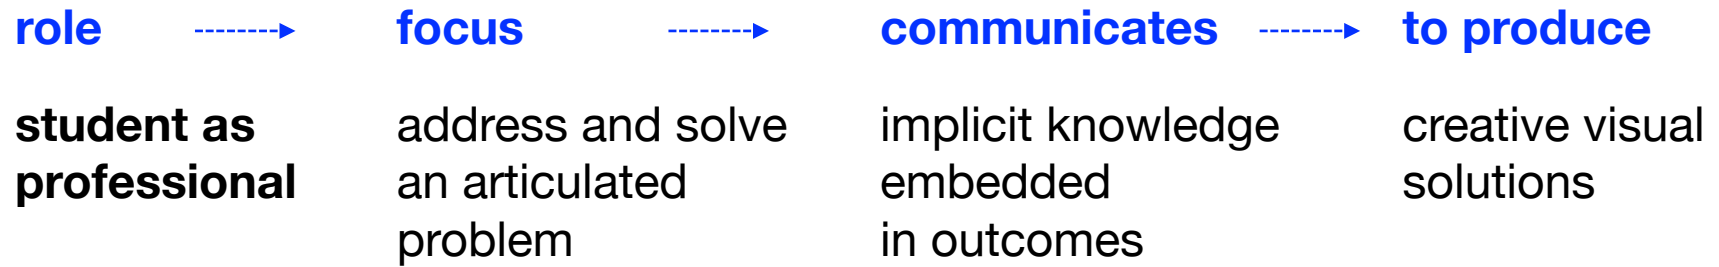 role focus communicates to produce
student as
professional
address and solve
an articulated
problem
implicit knowledge
embedded
in outcomes
creative visual
solutions